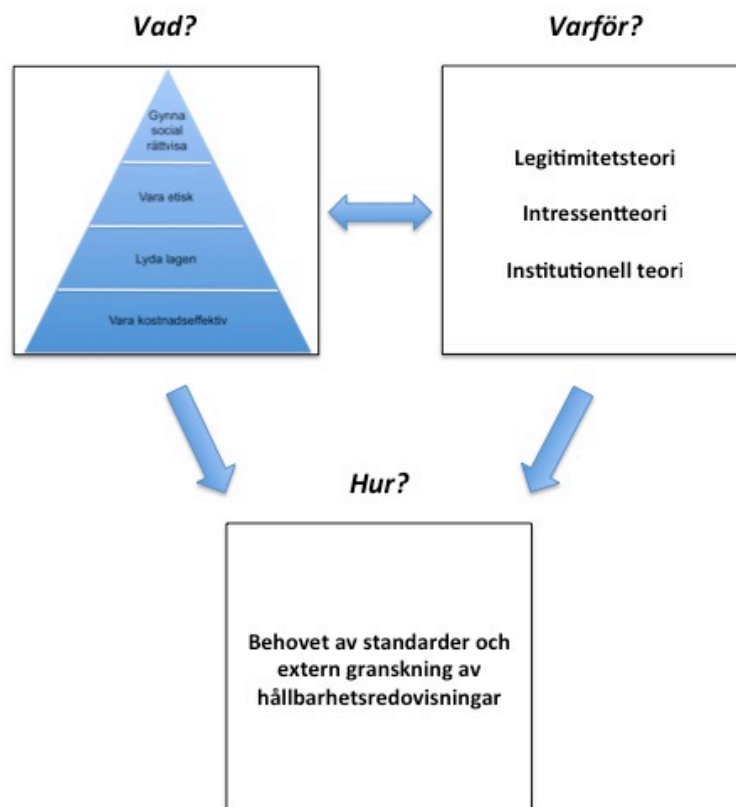 Vad?
Gynna
social
rättvisa
Vara etisk
Lyda lagen
Vara kostnadseffektiv
Varför?
Legitimitetsteori
Intressentteori
Institutionell teori
Hur?
Behovet av standarder och
extern granskning av
hållbarhetsredovisningar